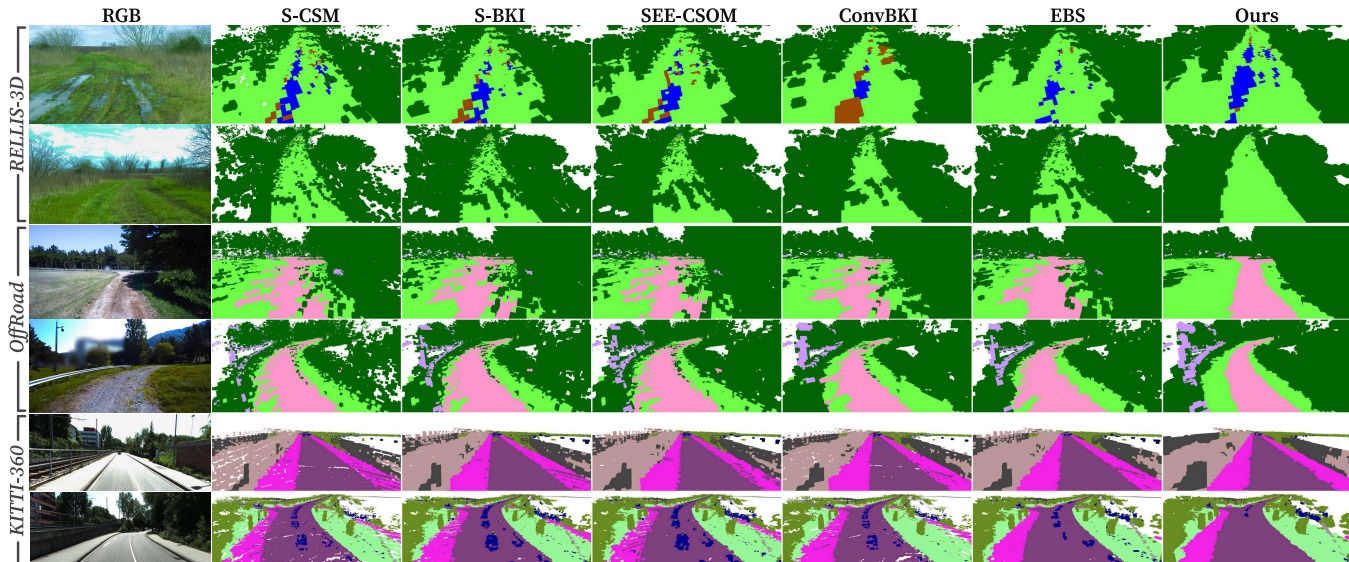 RGB S-CSM S-BKI SEE-CSOM ConvBKI EBS Ours
RELLIS-3D
OffRoad
KITTI-360